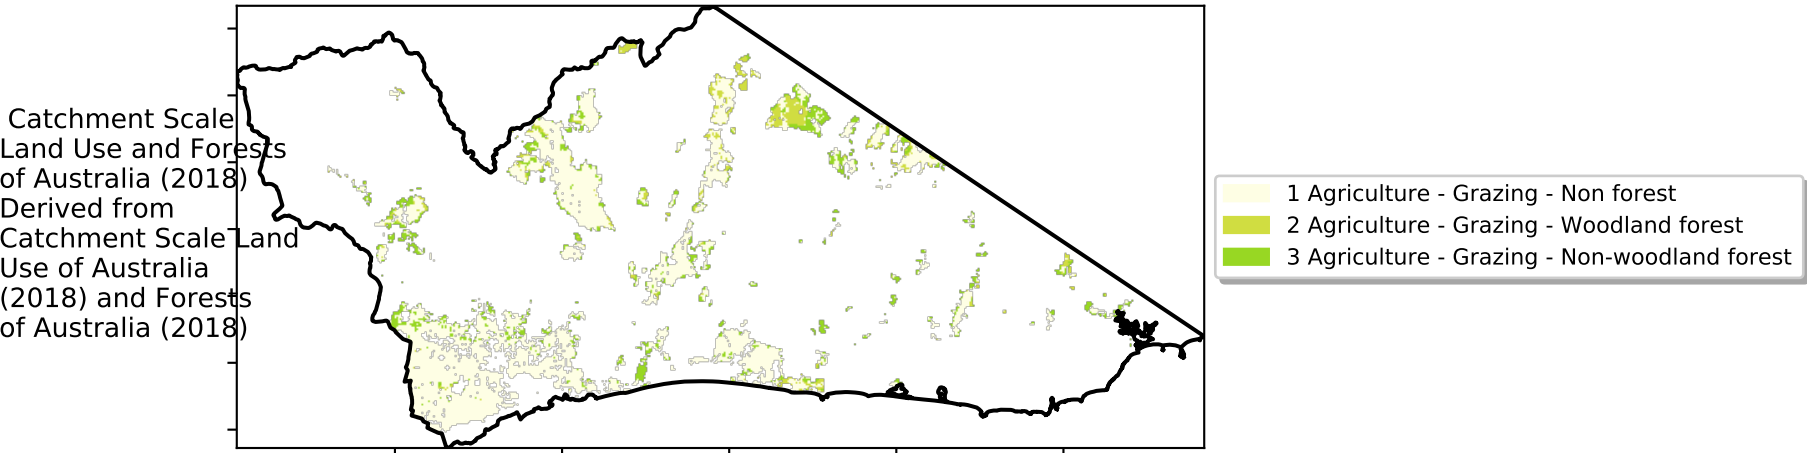 Catchment Scale
Land Use and Forests
of Australia (2018)
Derived from
Catchment Scale Land
Use of Australia
(2018) and Forests
of Australia (2018)
1 Agriculture - Grazing - Non forest
2 Agriculture - Grazing - Woodland forest
3 Agriculture - Grazing - Non-woodland forest